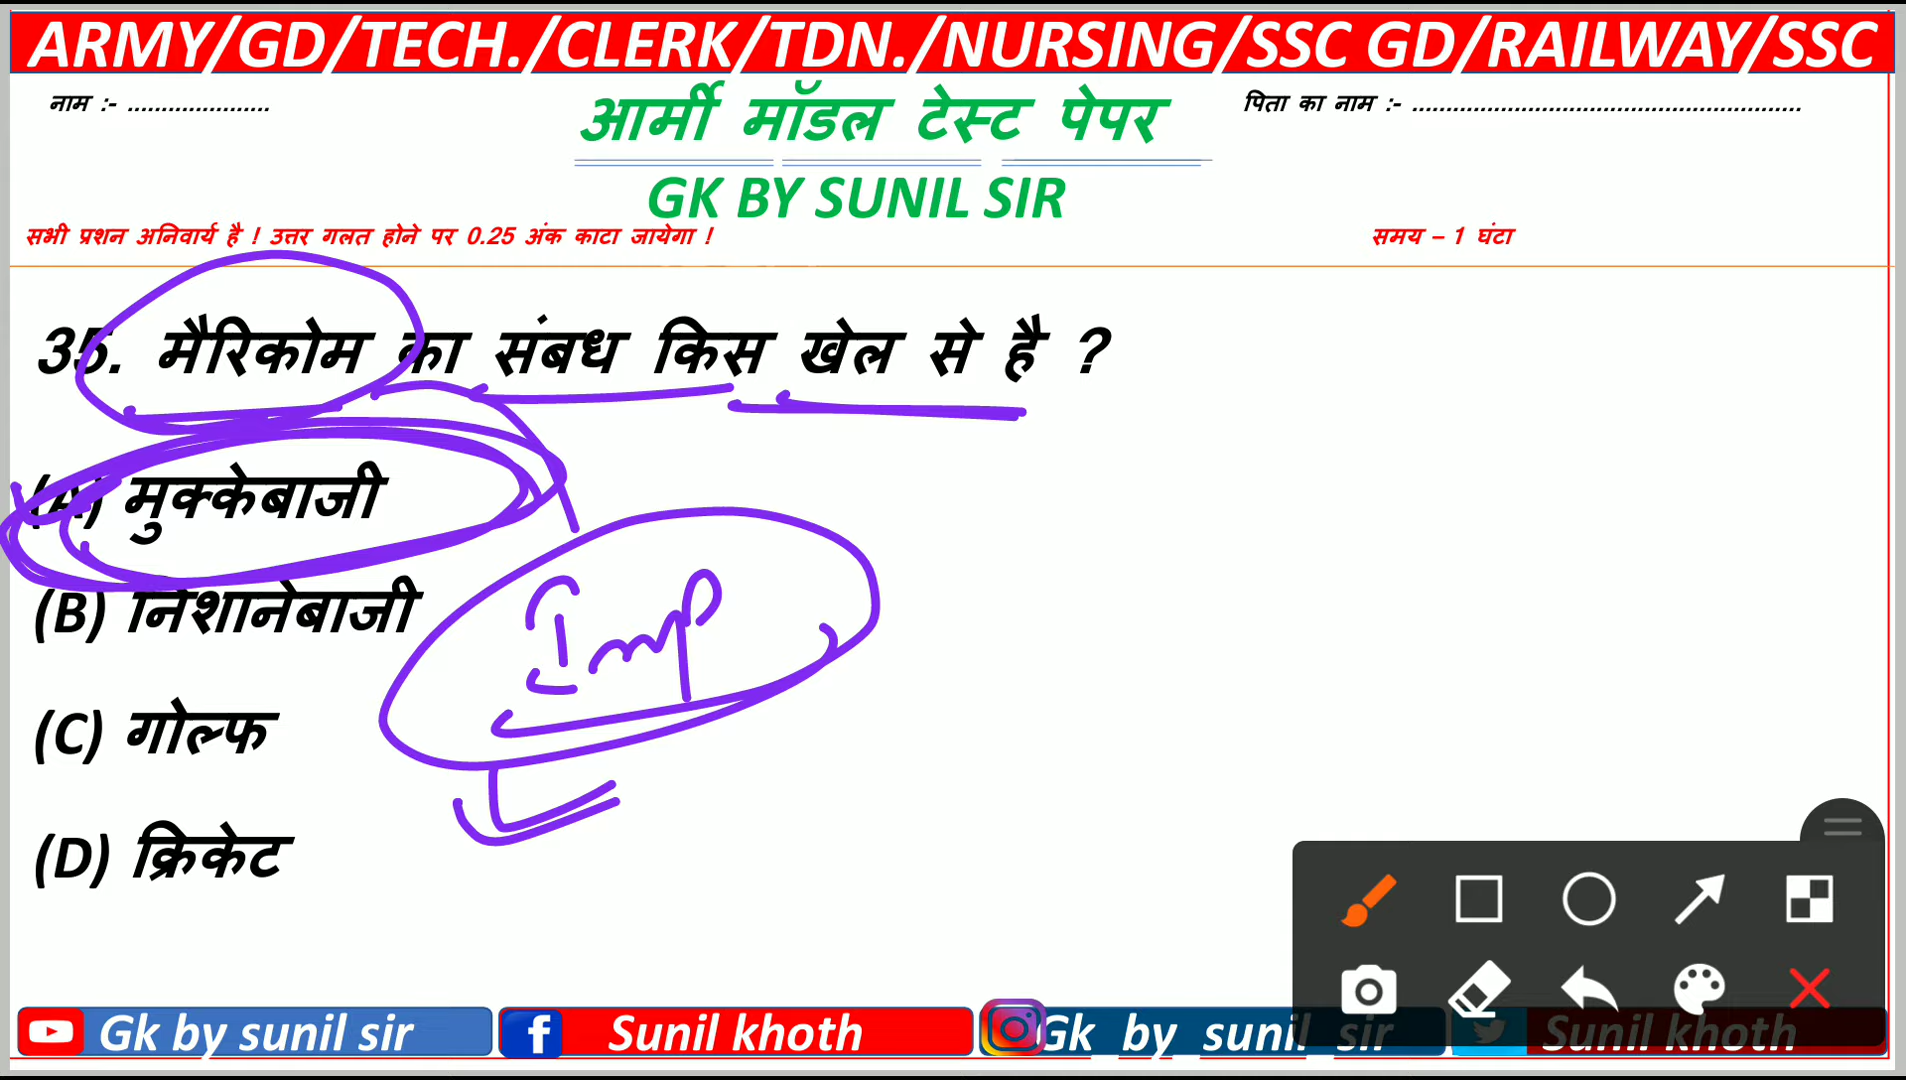 ARMY/GD/TECH./CLERK/TDN./NURSING/SSC GD/RAILWAY/SSC
नाम :- .....................
आर्मी मॉडल टेस्ट पेपर
पिता का नाम :- ..........................................................
GK BY SUNIL SIR
सभी प्रशन अनिवार्य है ! उत्तर गलत होने पर 0.25 अंक काटा जायेगा !
समय – 1 घंटा
35. मैरिकोम का संबध किस खेल से है ?
(A) मुक्केबाजी
(B) निशानेबाजी
Imp
(C) गोल्फ
(D) क्रिकेट
Gk by sunil sir
Sunil khoth
Gk by sunil sir
Sunil khoth